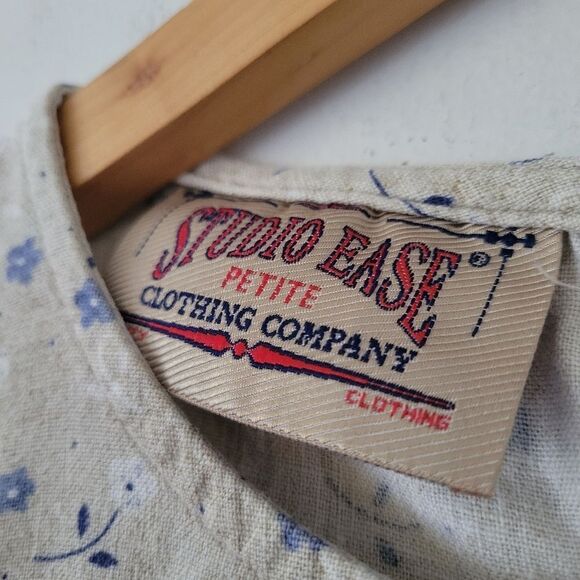 STUDIO EASE®
PETITE
CLOTHING COMPANY
CLOTHING